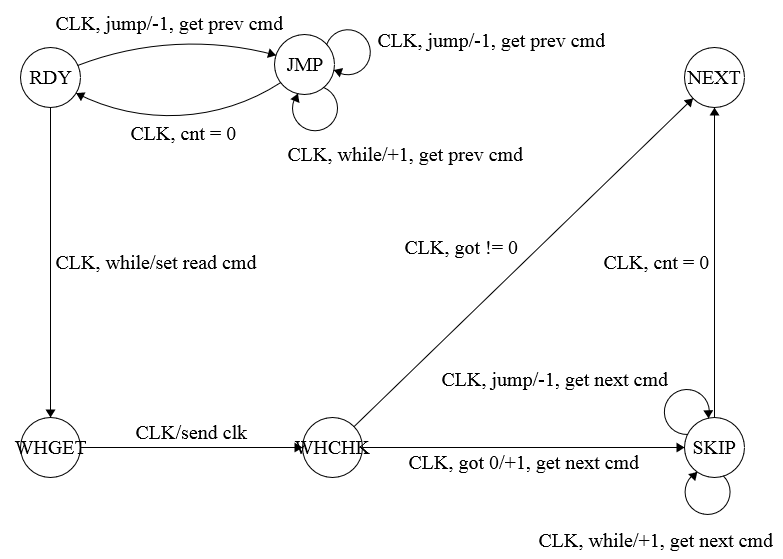 CLK, jump/-1, get prev cmd
CLK, jump/-1, get prev cmd
RDY
JMP
NEXT
CLK, cnt = 0
CLK, while/+1, get prev cmd
CLK, got != 0
CLK, while/set read cmd
CLK, cnt = 0
CLK, jump/-1, get next cmd
CLK/send clk
WHGET
WHCHK
SKIP
CLK, got 0/+1, get next cmd
CLK, while/+1, get next cmd